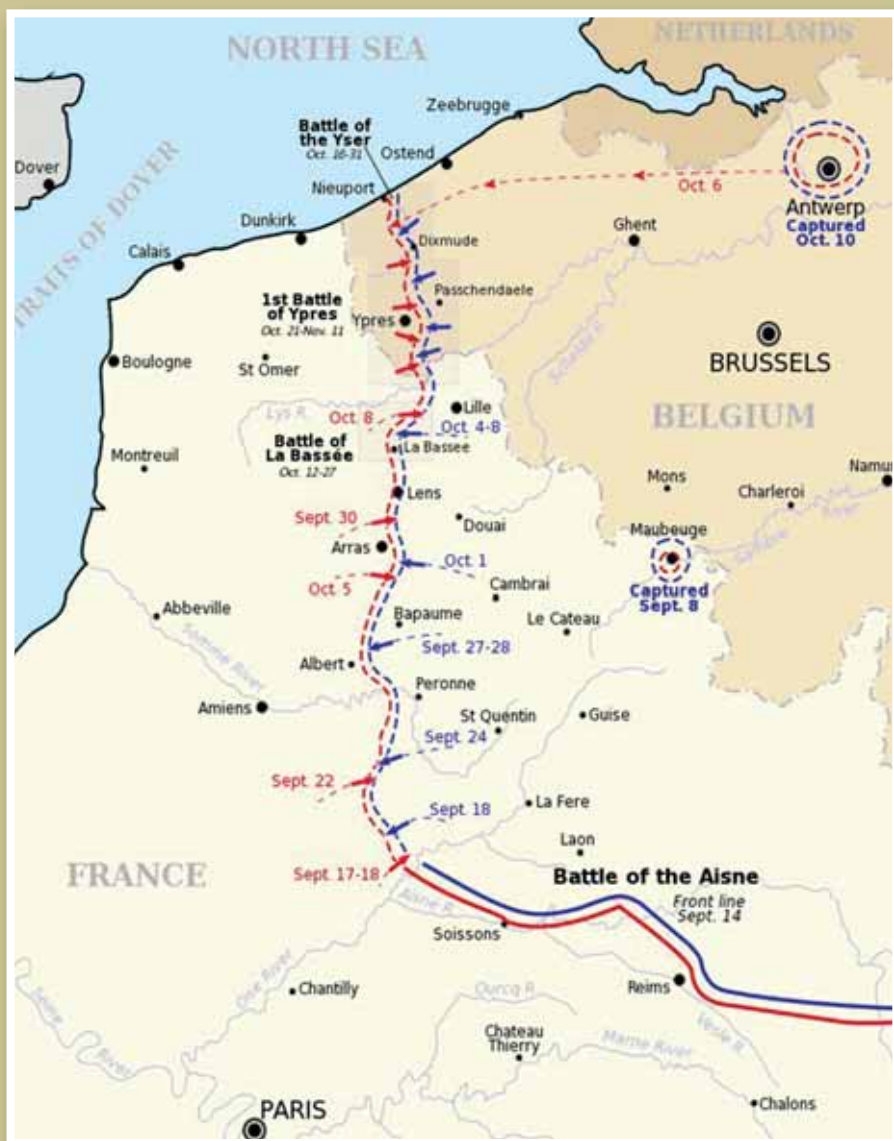 NORTH SEA
NETHERLANDS
Zeebrugge
Battle of
the Yser
Oct. 16-31
Ostend
Dover
Nieuport
Oct. 6
Antwerp
Captured
Oct. 10
TRAITS OF DOVER
Dunkirk
Ghent
Calais
Dixmude
Passchendaele
1st Battle
of Ypres
Oct. 21-Nov. 11
Ypres
Scheldt R.
BRUSSELS
Boulogne
St Omer
Lys R.
Oct. 8
Lille
BELGIUM
Oct. 4-8
Battle of
La Bassée
Oct. 12-27
La Bassee
Montreuil
Mons
Namur
Charleroi
Lens
Sept. 30
Douai
Maubeuge
Sambre
River
Arras
Oct. 1
Captured
Sept. 8
Oct. 5
Cambrai
Abbeville
Bapaume
Le Cateau
Somme River
Sept. 27-28
Albert
Peronne
Amiens
St Quentin
Guise
Sept. 24
Sept. 22
Sept. 18
La Fere
Laon
FRANCE
Sept. 17-18
Battle of the Aisne
Front line
Sept. 14
Aisne R.
Soissons
Oise River
Chantilly
Reims
Ourcq R.
Vesle R.
Seine
River
Chateau
Thierry
Marne River
PARIS
Chalons